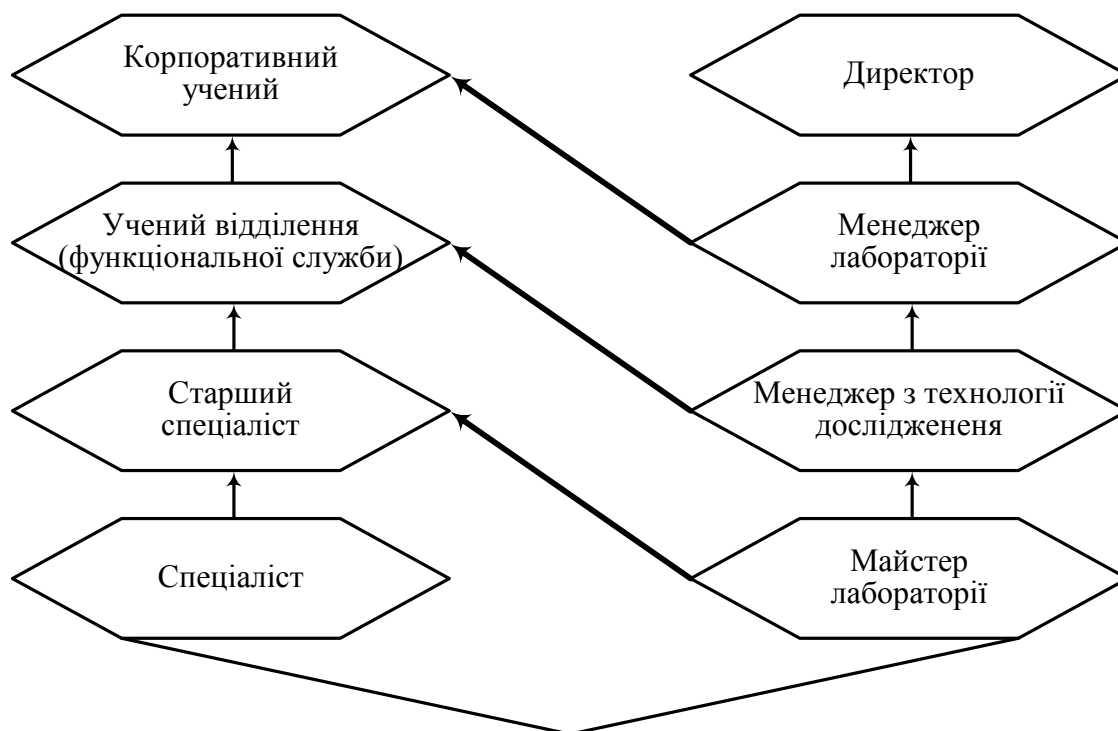 Корпоративний
учений
Директор
Учений відділення
(функціональної служби)
Менеджер
лабораторії
Старший
спеціаліст
Менеджер з технології
досліджененя
Спеціаліст
Майстер
лабораторії